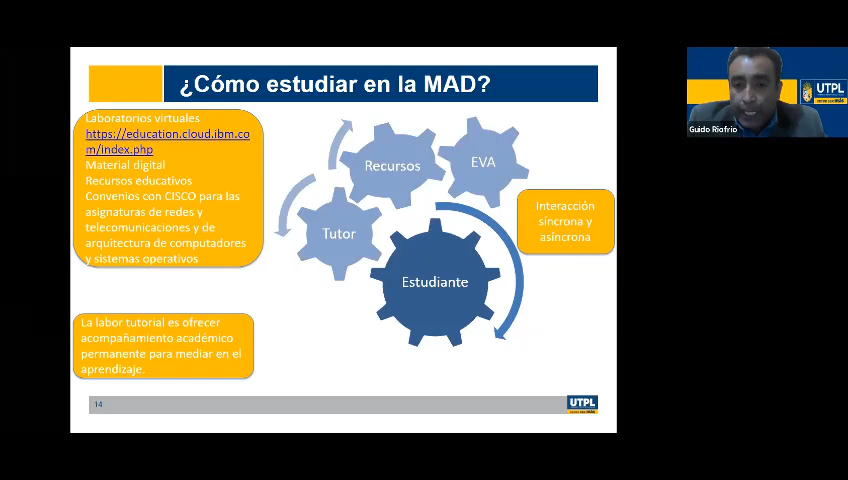 ¿Cómo estudiar en la MAD?
Laboratorios virtuales
https://education.cloud.ibm.co
m/index.php
Material digital
Recursos educativos
Convenios con CISCO para las
asignaturas de redes y
telecomunicaciones y de
arquitectura de computadores
y sistemas operativos
Recursos
EVA
Tutor
Estudiante
Interacción
síncrona y
asíncrona
La labor tutorial es ofrecer
acompañamiento académico
permanente para mediar en el
aprendizaje.
14
UTPL
UTPL
Guido Riofrio